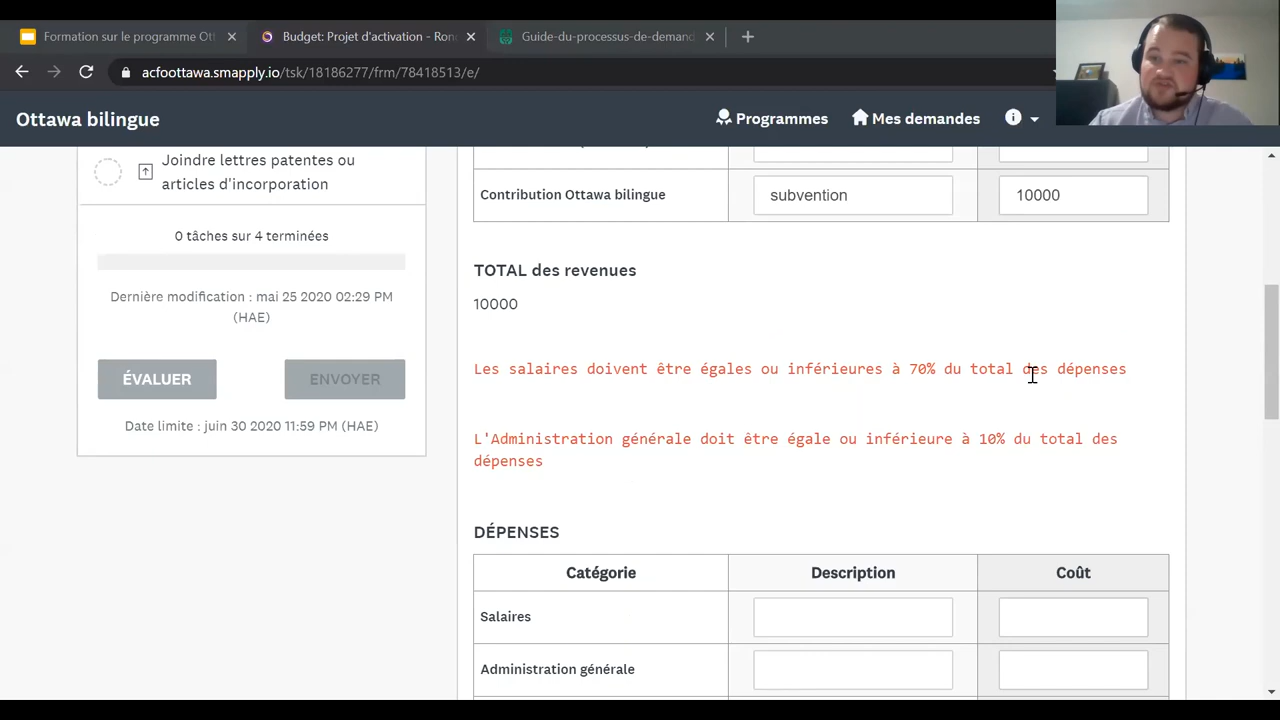 Formation sur le programme Ott
Budget: Projet d'activation - Rond
Guide-du-processus-de-demand
acfoottawa.smapply.io/tsk/18186277/frm/78418513/e/
Ottawa bilingue
Programmes
Mes demandes
Joindre lettres patentes ou
articles d'incorporation
0 tâches sur 4 terminées
Dernière modification : mai 25 2020 02:29 PM
(HAE)
ÉVALUER
ENVOYER
Date limite : juin 30 2020 11:59 PM (HAE)
Contribution Ottawa bilingue
subvention
10000
TOTAL des revenues
10000
Les salaires doivent être égales ou inférieures à 70% du total des dépenses
L'Administration générale doit être égale ou inférieure à 10% du total des
dépenses
DÉPENSES
Catégorie
Description
Coût
Salaires
Administration générale